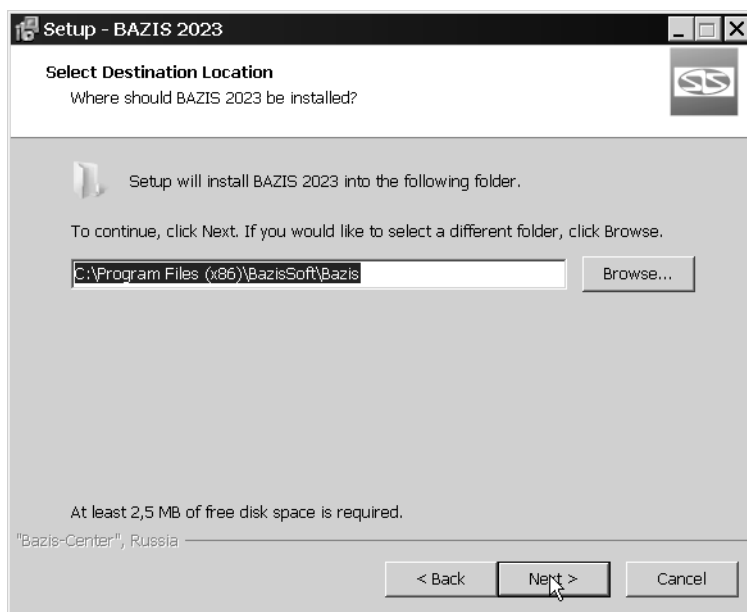 Setup - BAZIS 2023
Select Destination Location
Where should BAZIS 2023 be installed?
Setup will install BAZIS 2023 into the following folder.
To continue, click Next. If you would like to select a different folder, click Browse.
C:\Program Files (x86)\BazisSoft\Bazis
Browse...
At least 2,5 MB of free disk space is required.
"Bazis-Center", Russia
< Back
Next >
Cancel